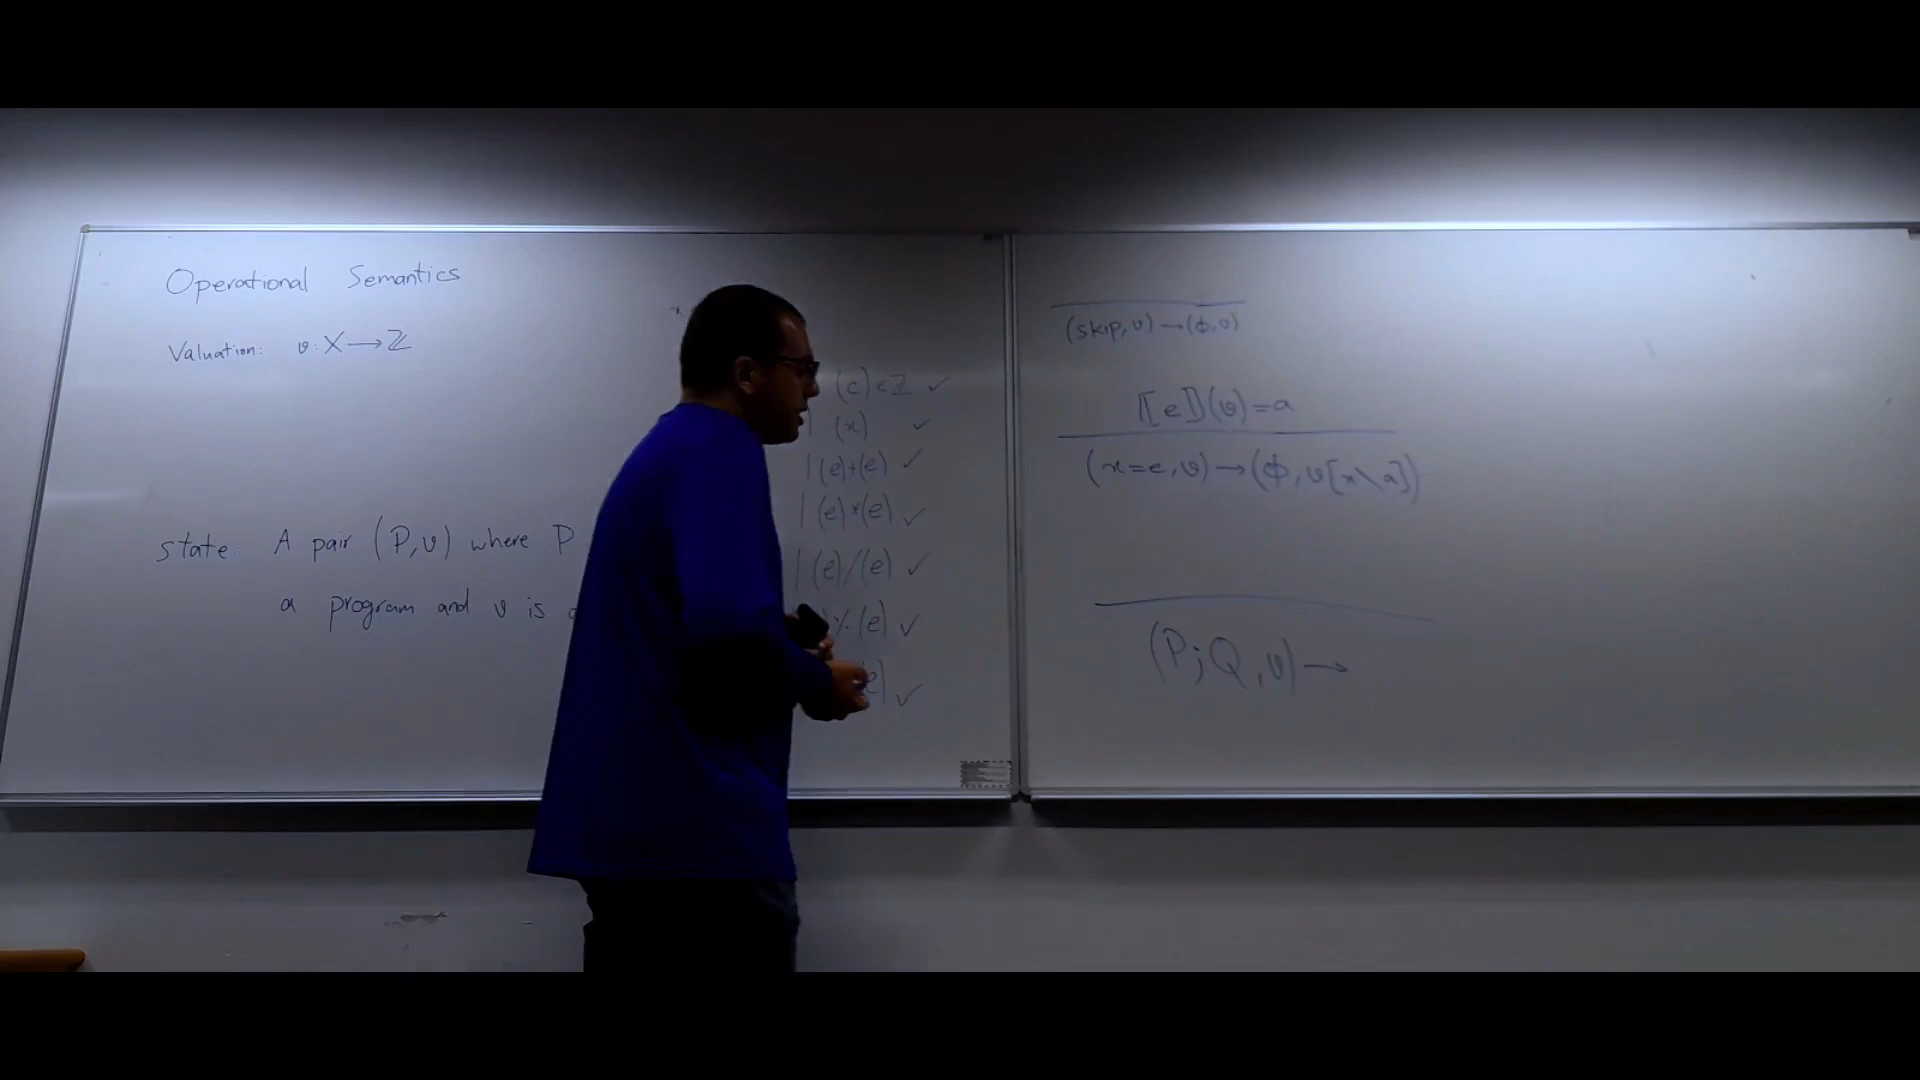 Operational Semantics
Valuation: v: X → ℤ
state: A pair (P, v) where P
a program and v is
x
(c) ∈ ℤ ✓
| (x) ✓
| (e)+(e) ✓
| (e)*(e) ✓
| (e)/(e) ✓
% (e) ✓
e) ✓
(skip, v) → (ϕ, v)
⟦e⟧(v)=a
(x=e, v) → (ϕ, v[x\a])
(P; Q, v) →